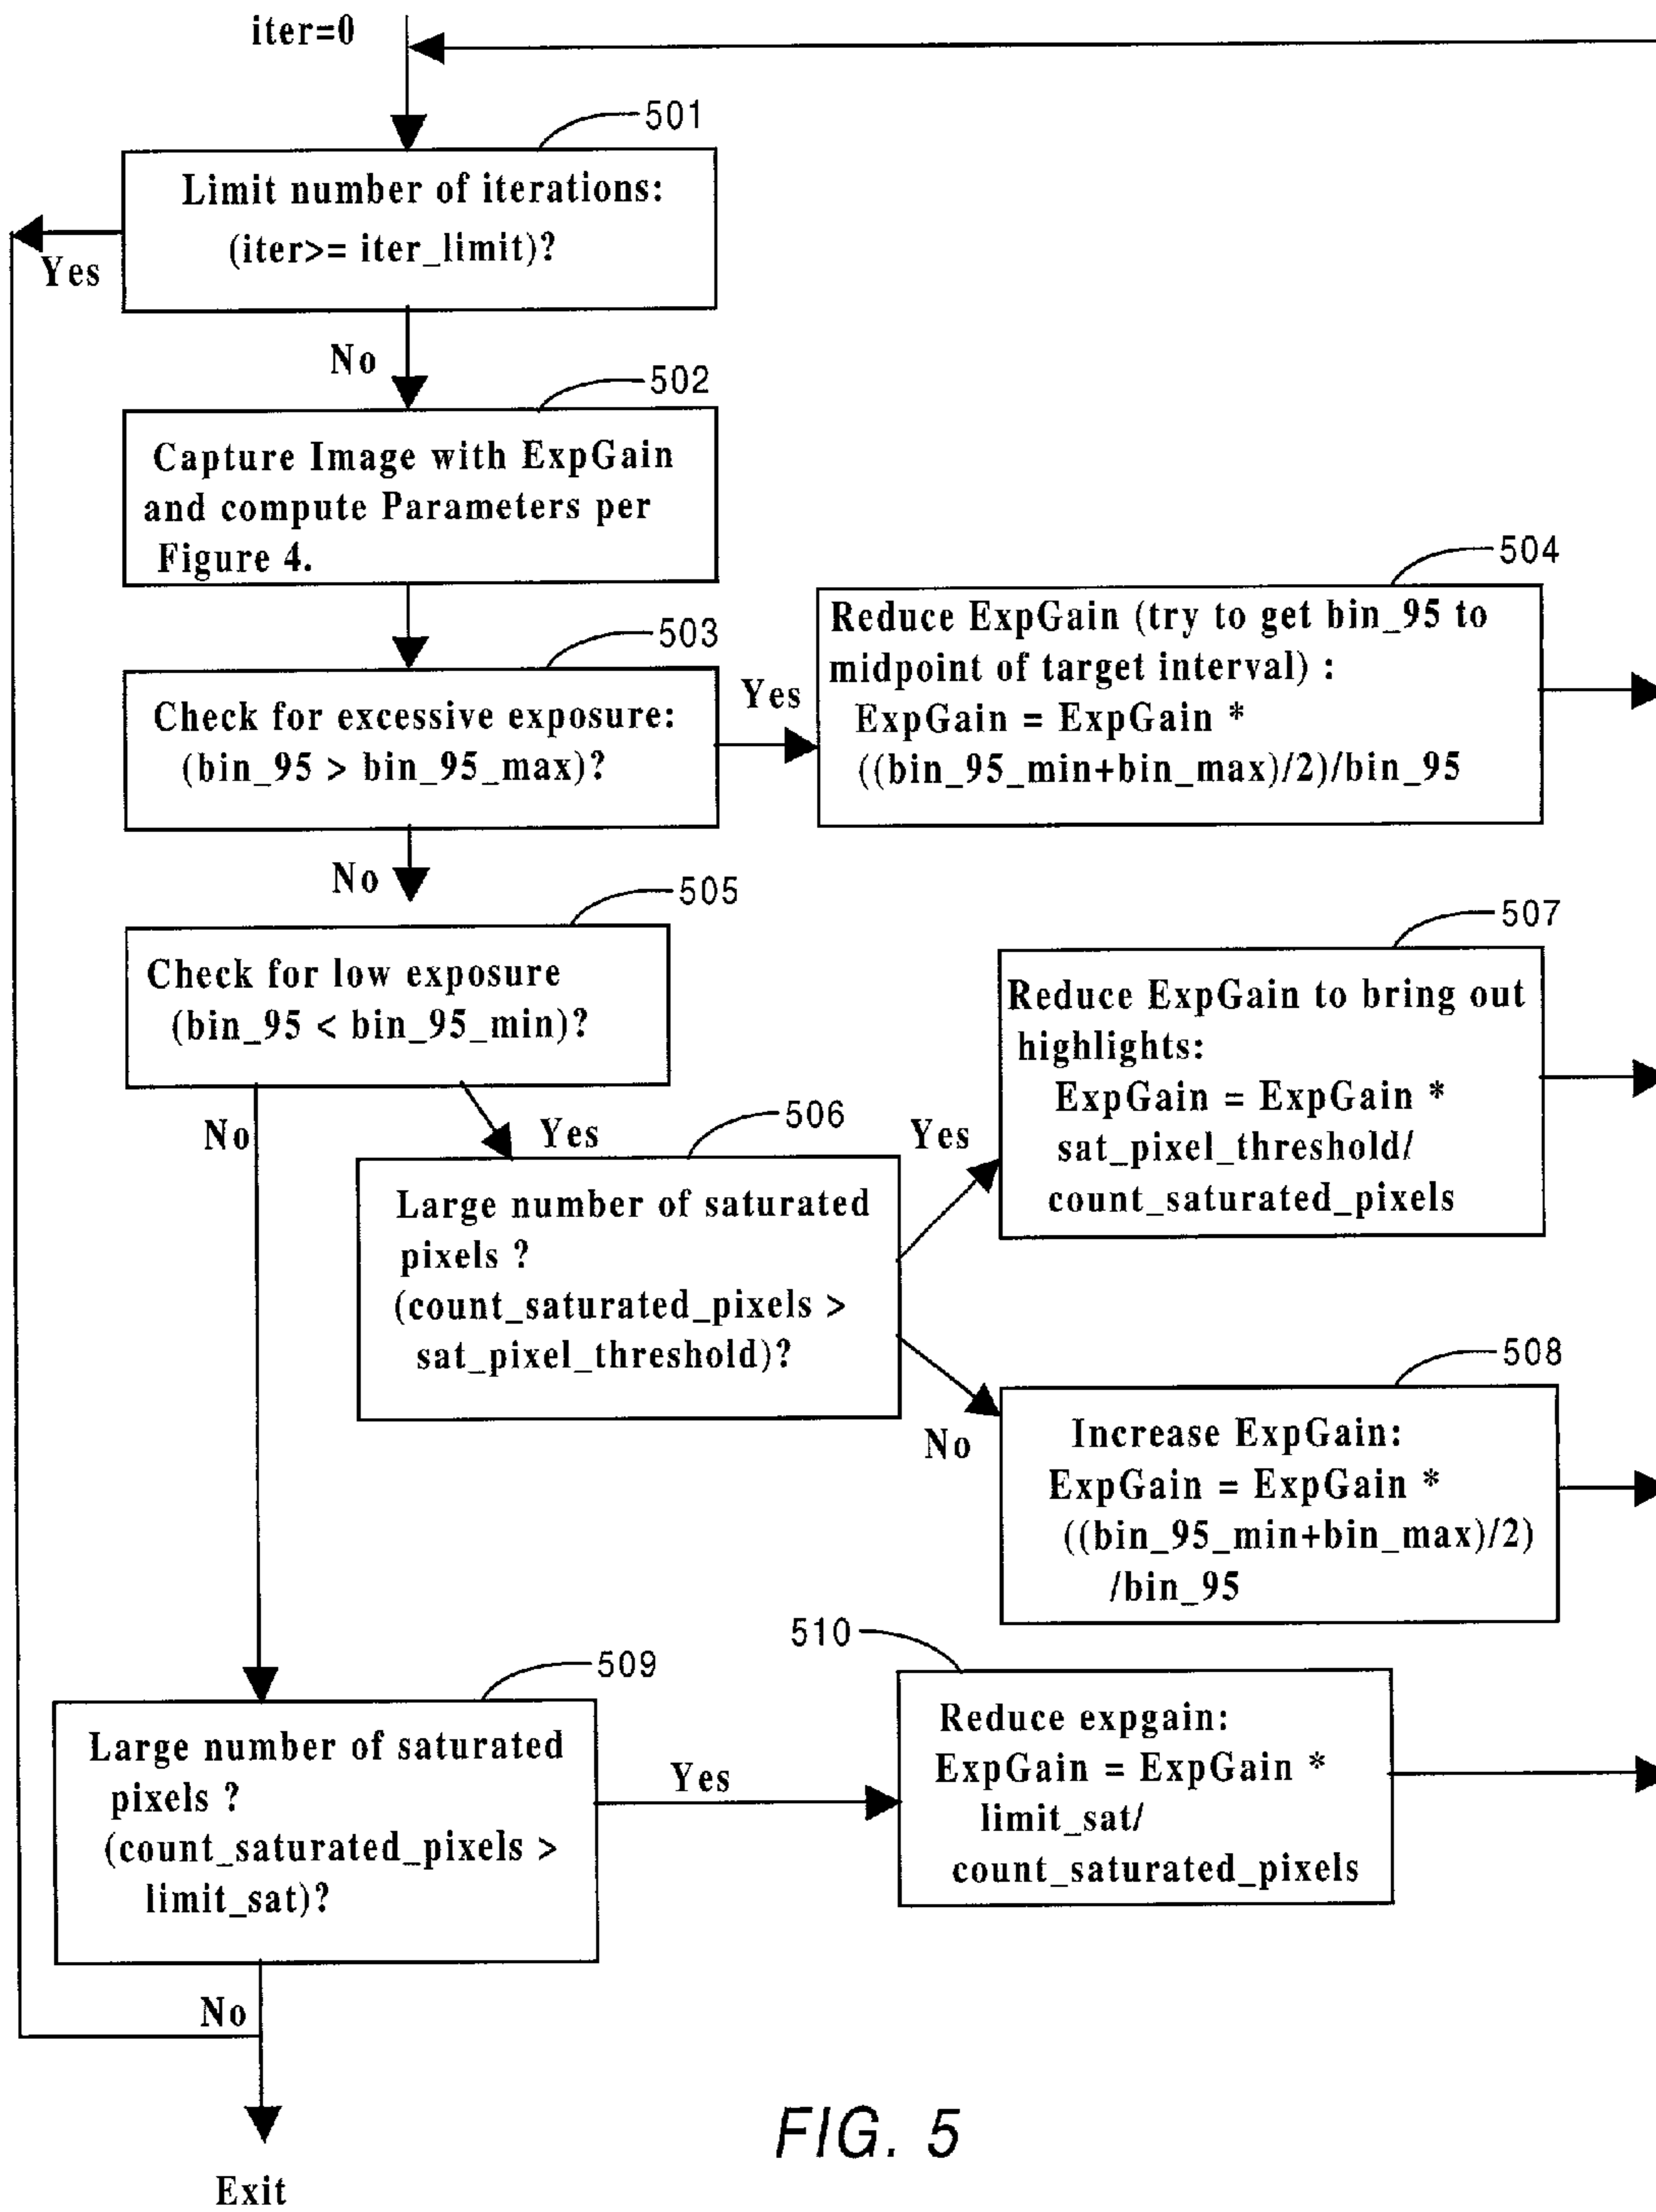 iter=0
501
Limit number of iterations:
(iter>= iter_limit)?
Yes
No
502
Capture Image with ExpGain
and compute Parameters per
Figure 4.
503
Check for excessive exposure:
(bin_95 > bin_95_max)?
Yes
504
Reduce ExpGain (try to get bin_95 to
midpoint of target interval) :
ExpGain = ExpGain *
((bin_95_min+bin_max)/2)/bin_95
No
505
Check for low exposure
(bin_95 < bin_95_min)?
No
Yes
506
Large number of saturated
pixels ?
(count_saturated_pixels >
sat_pixel_threshold)?
Yes
507
Reduce ExpGain to bring out
highlights:
ExpGain = ExpGain *
sat_pixel_threshold/
count_saturated_pixels
No
508
Increase ExpGain:
ExpGain = ExpGain *
((bin_95_min+bin_max)/2)
/bin_95
509
Large number of saturated
pixels ?
(count_saturated_pixels >
limit_sat)?
Yes
510
Reduce expgain:
ExpGain = ExpGain *
limit_sat/
count_saturated_pixels
No
Exit
FIG. 5